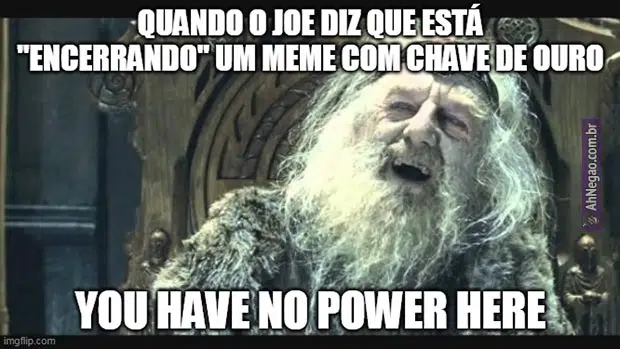 QUANDO O JOE DIZ QUE ESTÁ
"ENCERRANDO" UM MEME COM CHAVE DE OURO
AhNegao.com.br
YOU HAVE NO POWER HERE
imgflip.com